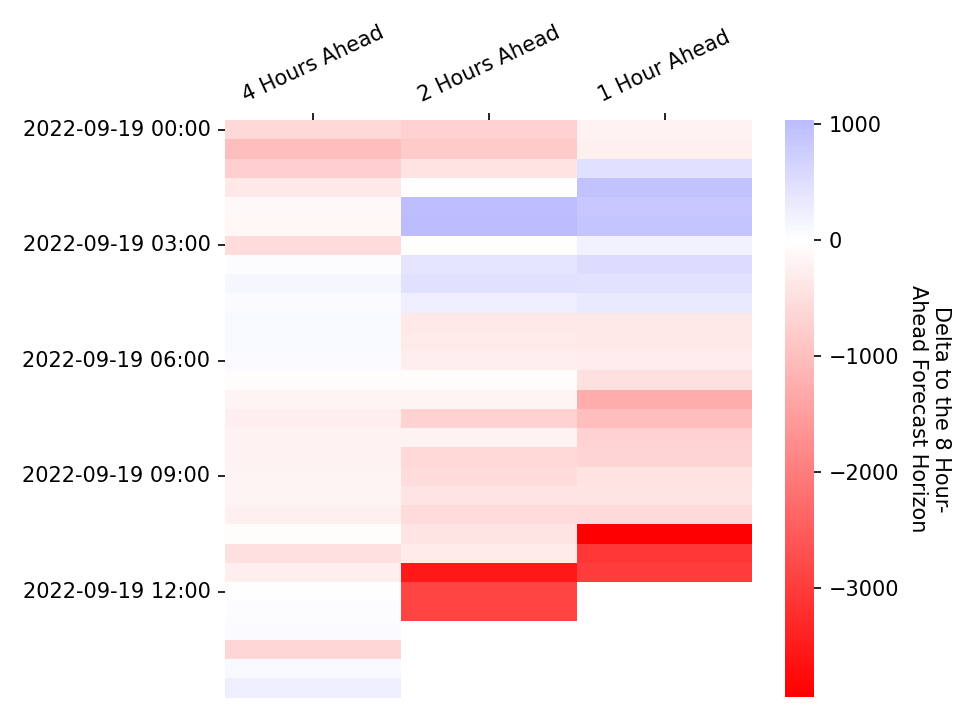 4 Hours Ahead
2 Hours Ahead
1 Hour Ahead
2022-09-19 00:00
2022-09-19 03:00
2022-09-19 06:00
2022-09-19 09:00
2022-09-19 12:00
1000
0
−1000
−2000
−3000
Delta to the 8 Hour-
Ahead Forecast Horizon